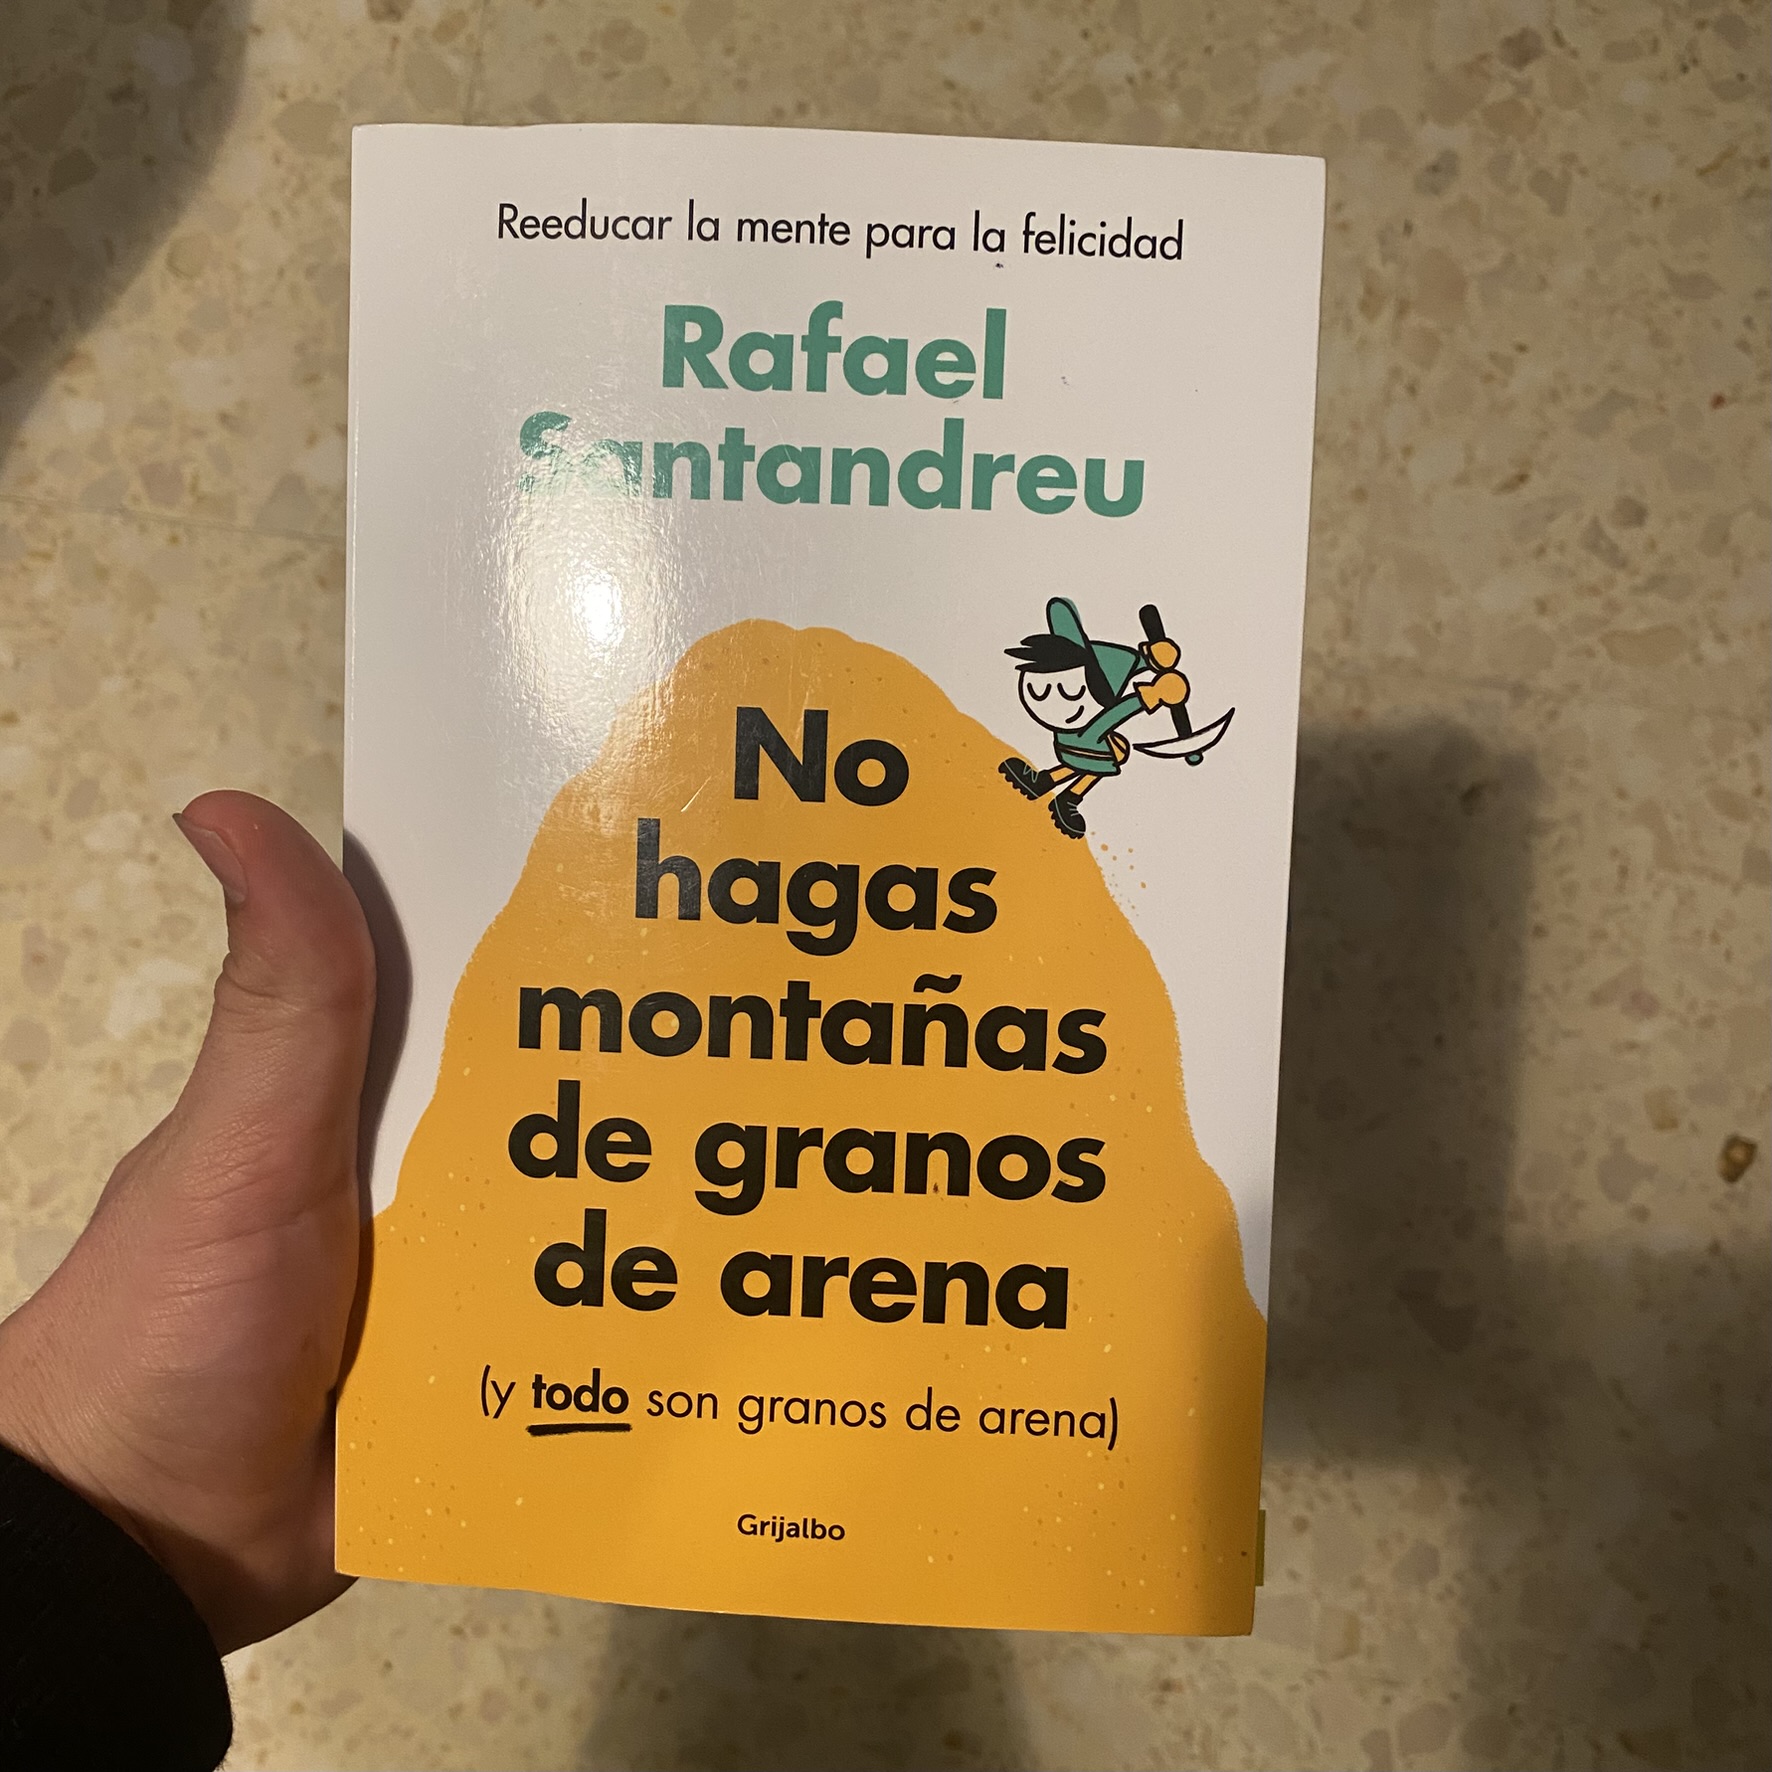 Reeducar la mente para la felicidad
Rafael
Santandreu
No
hagas
montañas
de granos
de arena
(y todo son granos de arena)
Grijalbo